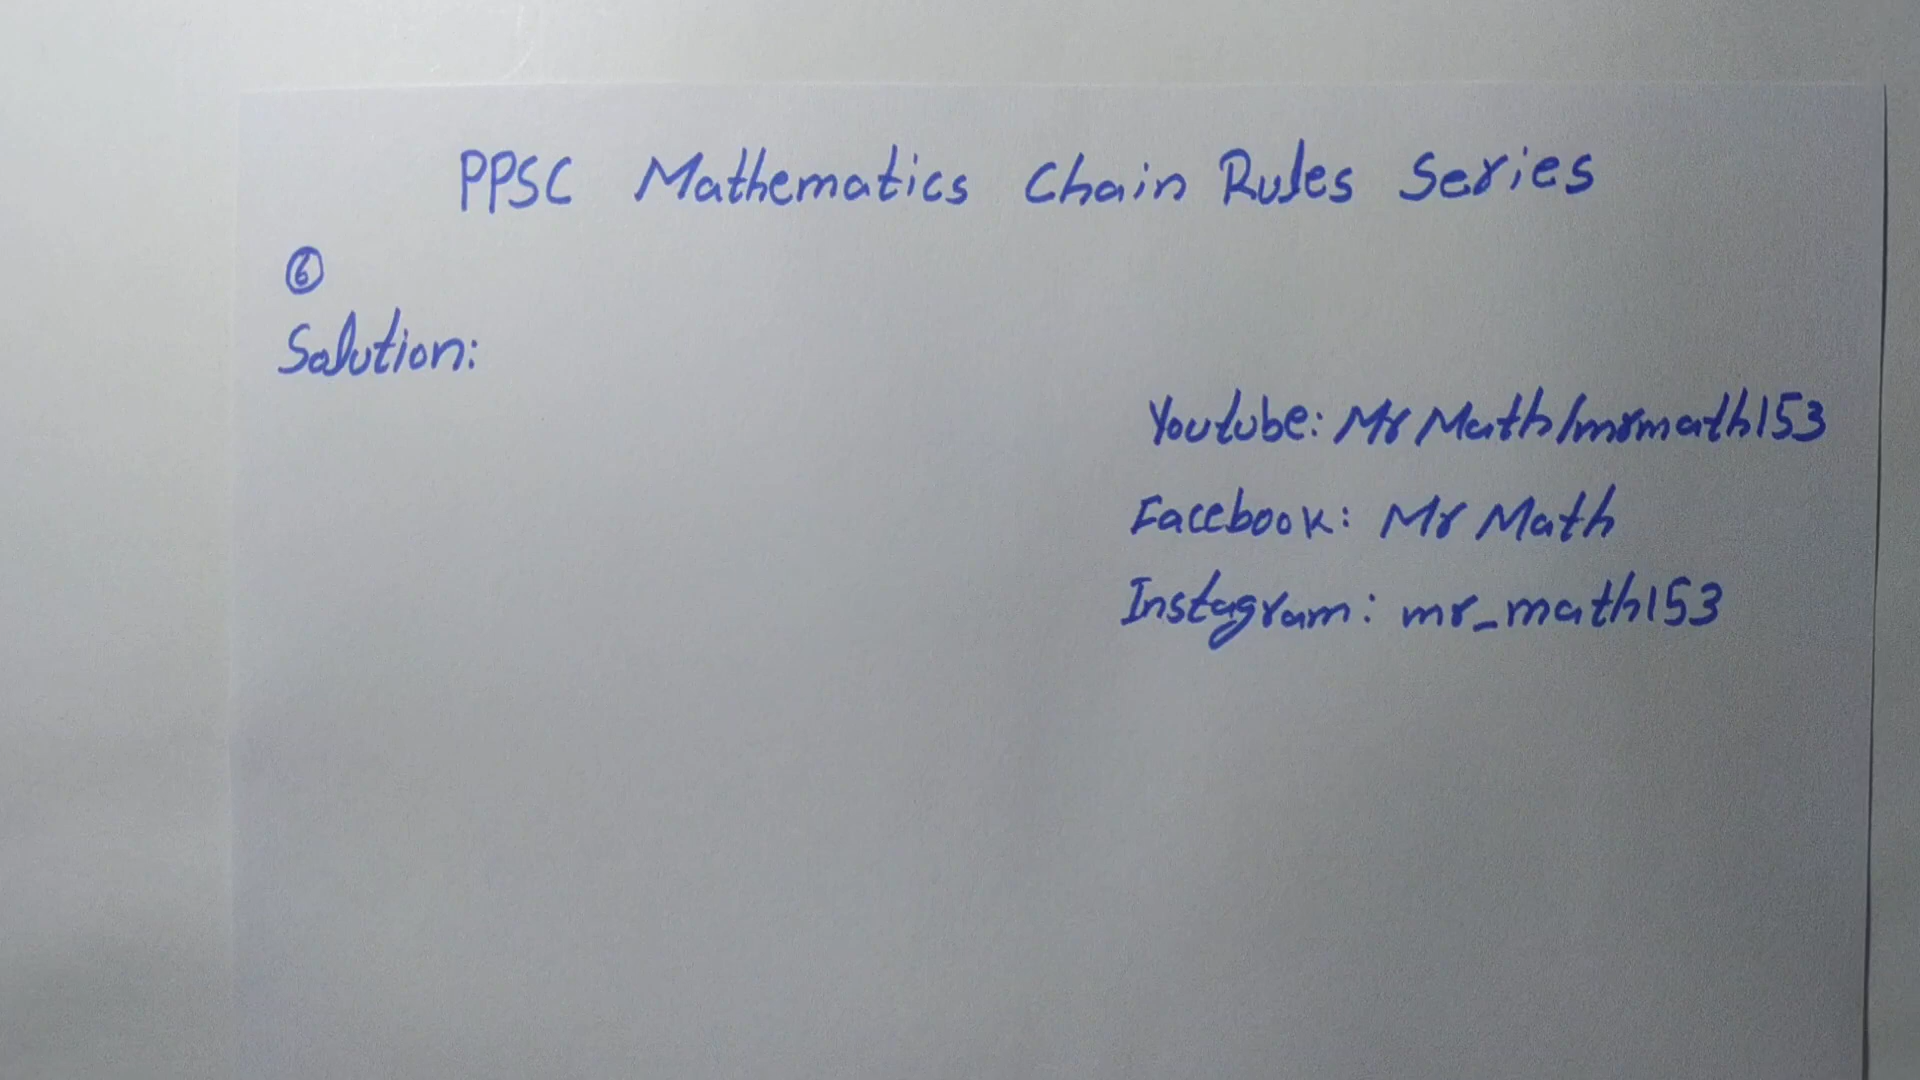 PPSC Mathematics Chain Rules Series
⑥
Solution:
Youtube: Mr Math/mrmath153
Facebook: Mr Math
Instagram: mr_math153